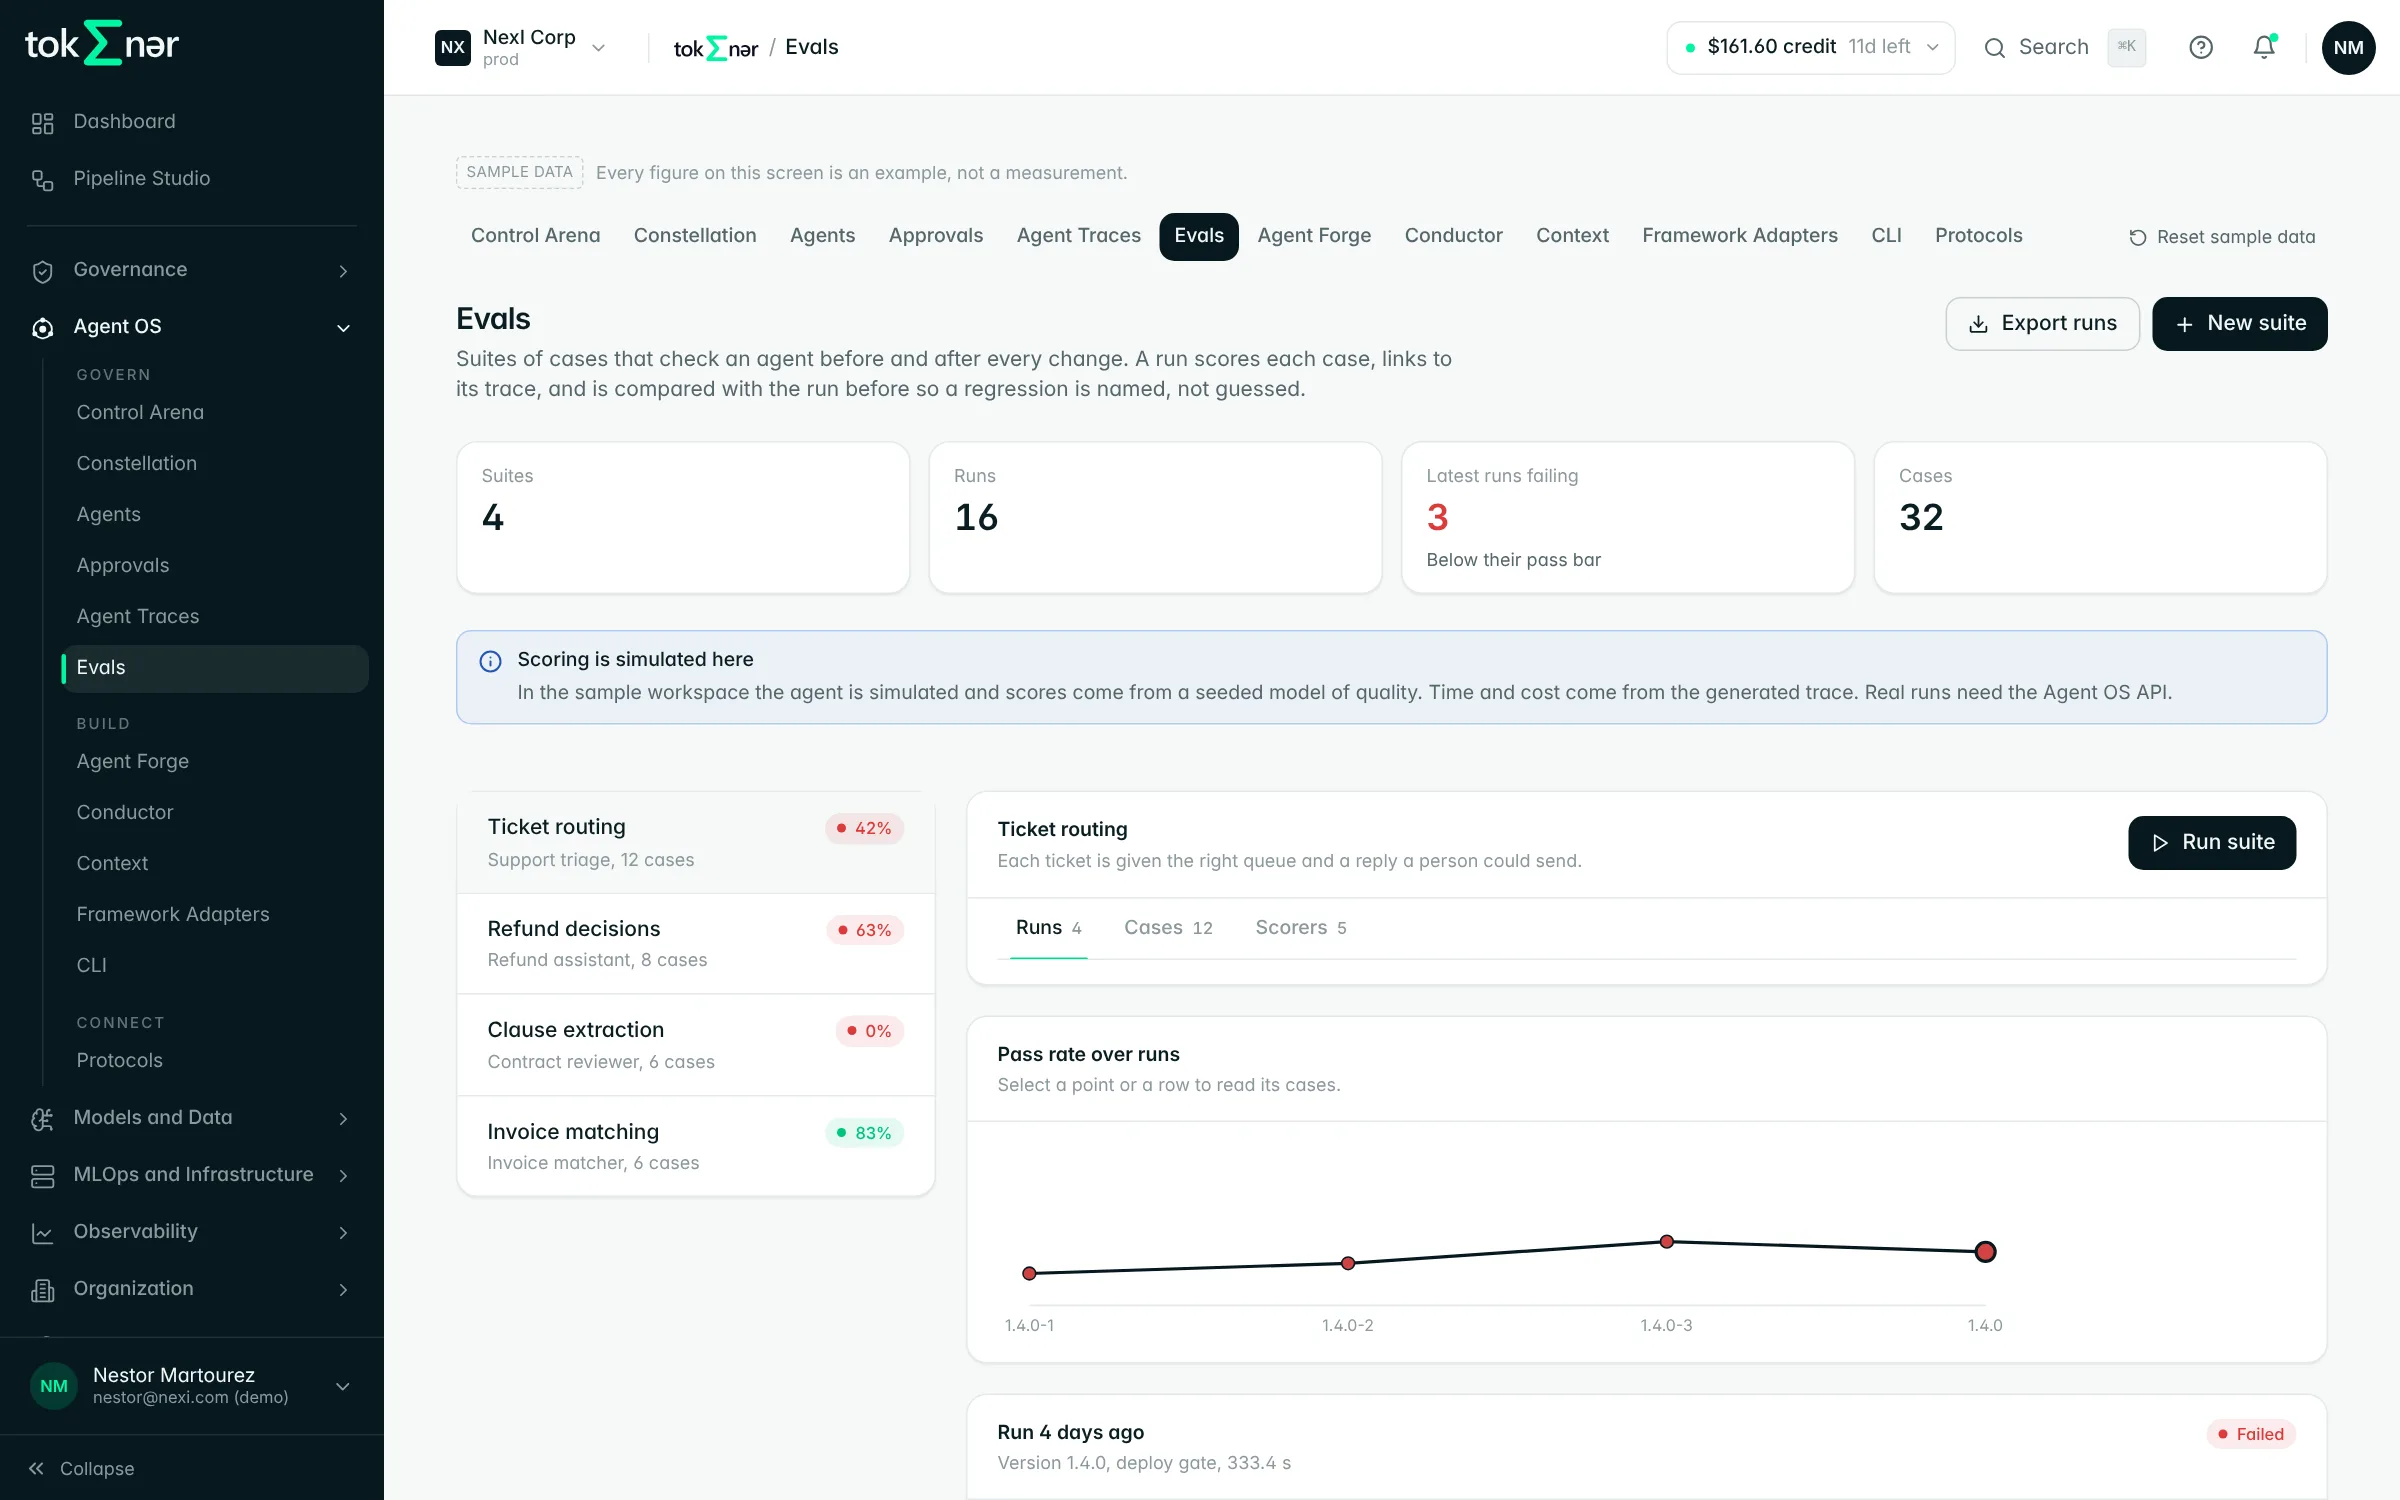 tokΣnər
Dashboard
Pipeline Studio
Governance
Agent OS
GOVERN
Control Arena
Constellation
Agents
Approvals
Agent Traces
Evals
BUILD
Agent Forge
Conductor
Context
Framework Adapters
CLI
CONNECT
Protocols
Models and Data
MLOps and Infrastructure
Observability
Organization
NM
Nestor Martourez
nestor@nexi.com (demo)
Collapse
NX
Nexl Corp
prod
tokΣnər / Evals
$161.60 credit 11d left
Search ⌘K
NM
SAMPLE DATA Every figure on this screen is an example, not a measurement.
Control Arena Constellation Agents Approvals Agent Traces Evals Agent Forge Conductor Context Framework Adapters CLI Protocols Reset sample data
Evals
Suites of cases that check an agent before and after every change. A run scores each case, links to
its trace, and is compared with the run before so a regression is named, not guessed.
Export runs
New suite
Suites
4
Runs
16
Latest runs failing
3
Below their pass bar
Cases
32
Scoring is simulated here
In the sample workspace the agent is simulated and scores come from a seeded model of quality. Time and cost come from the generated trace. Real runs need the Agent OS API.
Ticket routing 42%
Support triage, 12 cases
Refund decisions 63%
Refund assistant, 8 cases
Clause extraction 0%
Contract reviewer, 6 cases
Invoice matching 83%
Invoice matcher, 6 cases
Ticket routing
Each ticket is given the right queue and a reply a person could send.
Run suite
Runs 4 Cases 12 Scorers 5
Pass rate over runs
Select a point or a row to read its cases.
1.4.0-1 1.4.0-2 1.4.0-3 1.4.0
Run 4 days ago
Version 1.4.0, deploy gate, 333.4 s
Failed